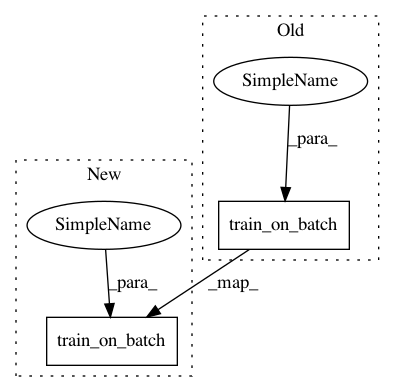 Old
SimpleName
_para_
train_on_batch
New
SimpleName
_para_
_map_
train_on_batch